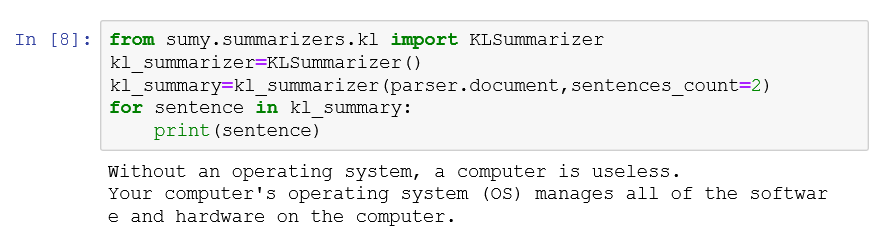 In [8]: from sumy.summarizers.kl import KLSummarizer
kl_summarizer=KLSummarizer()
kl_summary=kl_summarizer(parser.document,sentences_count=2)
for sentence in kl_summary:
    print(sentence)
Without an operating system, a computer is useless.
Your computer's operating system (OS) manages all of the softwar
e and hardware on the computer.